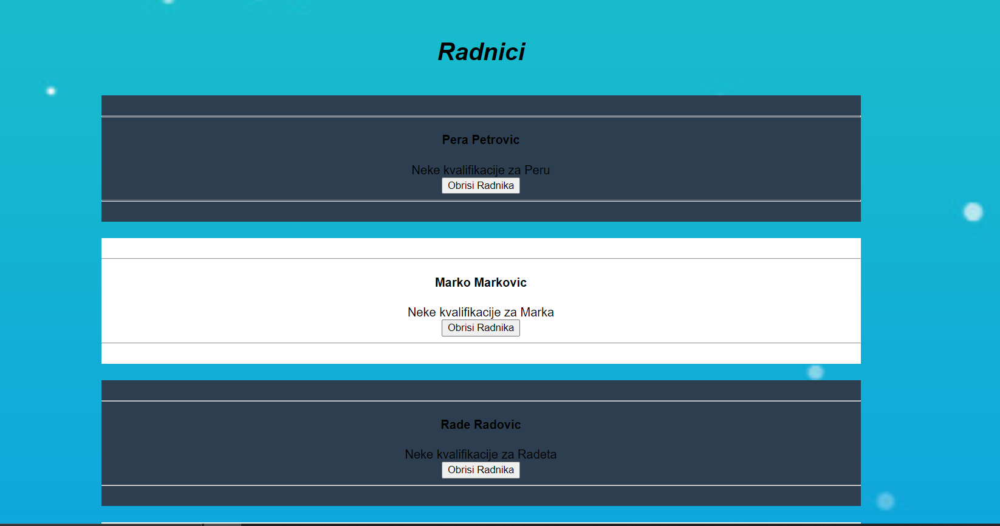 Radnici
Pera Petrovic
Neke kvalifikacije za Peru
Obrisi Radnika
Marko Markovic
Neke kvalifikacije za Marka
Obrisi Radnika
Rade Radovic
Neke kvalifikacije za Radeta
Obrisi Radnika